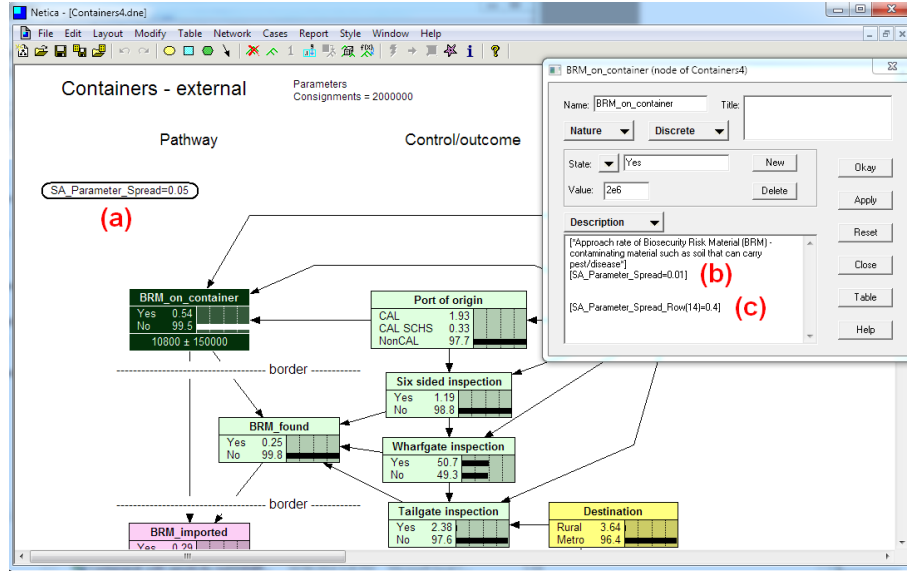 Netica - [Containers4.dne]
File Edit Layout Modify Table Network Cases Report Style Window Help
Containers - external
Parameters
Consignments = 2000000
Pathway
Control/outcome
SA_Parameter_Spread=0.05
(a)
BRM_on_container
Yes 0.54
No 99.5
10800 ± 150000
Port of origin
CAL 1.93
CAL SCHS 0.33
NonCAL 97.7
border
Six sided inspection
Yes 1.19
No 98.8
BRM_found
Yes 0.25
No 99.8
Wharfgate inspection
Yes 50.7
No 49.3
border
Tailgate inspection
Yes 2.38
No 97.6
Destination
Rural 3.64
Metro 96.4
BRM_imported
Yes 0.29
BRM_on_container (node of Containers4)
Name: BRM_on_container Title:
Nature Discrete
State: Yes New
Value: 2e6 Delete
Description
["Approach rate of Biosecurity Risk Material (BRM) -
contaminating material such as soil that can carry
pest/disease"]
[SA_Parameter_Spread=0.01]
(b)
[SA_Parameter_Spread_Row(14)=0.4]
(c)
Okay
Apply
Reset
Close
Table
Help